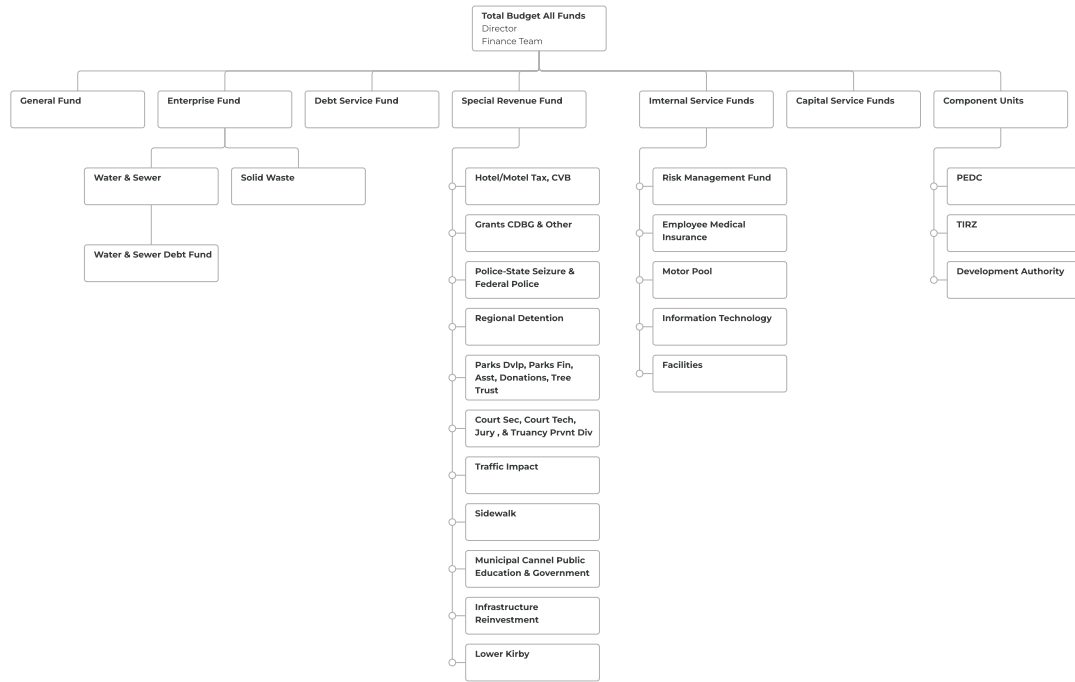 Total Budget All Funds
Director
Finance Team
General Fund
Enterprise Fund
Debt Service Fund
Special Revenue Fund
Imternal Service Funds
Capital Service Funds
Component Units
Water & Sewer
Solid Waste
Water & Sewer Debt Fund
Hotel/Motel Tax, CVB
Grants CDBG & Other
Police-State Seizure &
Federal Police
Regional Detention
Parks Dvlp, Parks Fin,
Asst, Donations, Tree
Trust
Court Sec, Court Tech,
Jury , & Truancy Prvnt Div
Traffic Impact
Sidewalk
Municipal Cannel Public
Education & Government
Infrastructure
Reinvestment
Lower Kirby
Risk Management Fund
Employee Medical
Insurance
Motor Pool
Information Technology
Facilities
PEDC
TIRZ
Development Authority